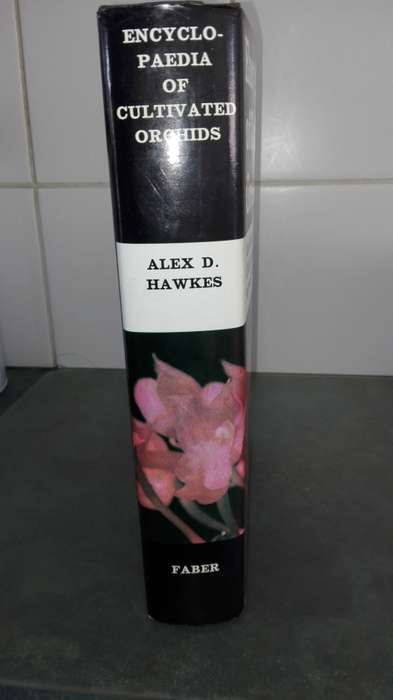 ENCYCLO-
PAEDIA
OF
CULTIVATED
ORCHIDS
ALEX D.
HAWKES
FABER